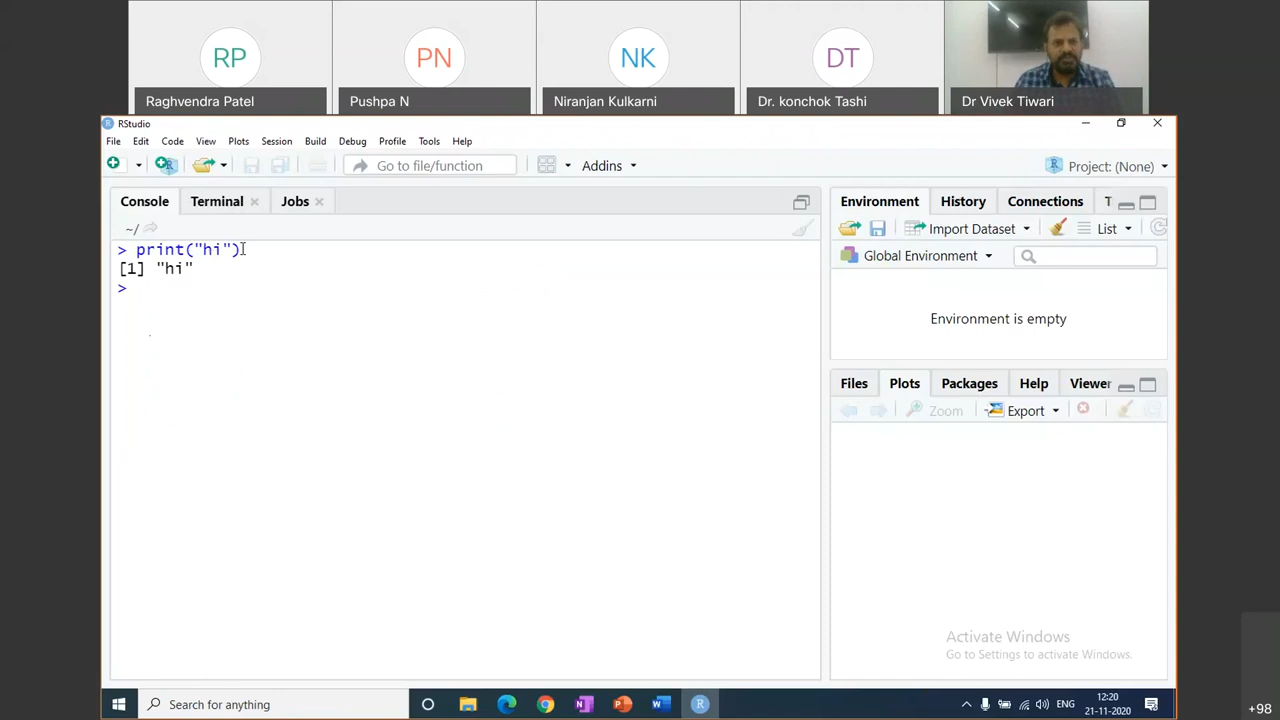 RP
PN
NK
DT
Raghvendra Patel
Pushpa N
Niranjan Kulkarni
Dr. konchok Tashi
Dr Vivek Tiwari
RStudio
File Edit Code View Plots Session Build Debug Profile Tools Help
Go to file/function
Addins
Project: (None)
Console Terminal Jobs
~/
> print("hi")
[1] "hi"
>
Environment History Connections T
Import Dataset
List
Global Environment
Environment is empty
Files Plots Packages Help Viewer
Zoom
Export
Activate Windows
Go to Settings to activate Windows.
Search for anything
ENG
12:20
21-11-2020
+98